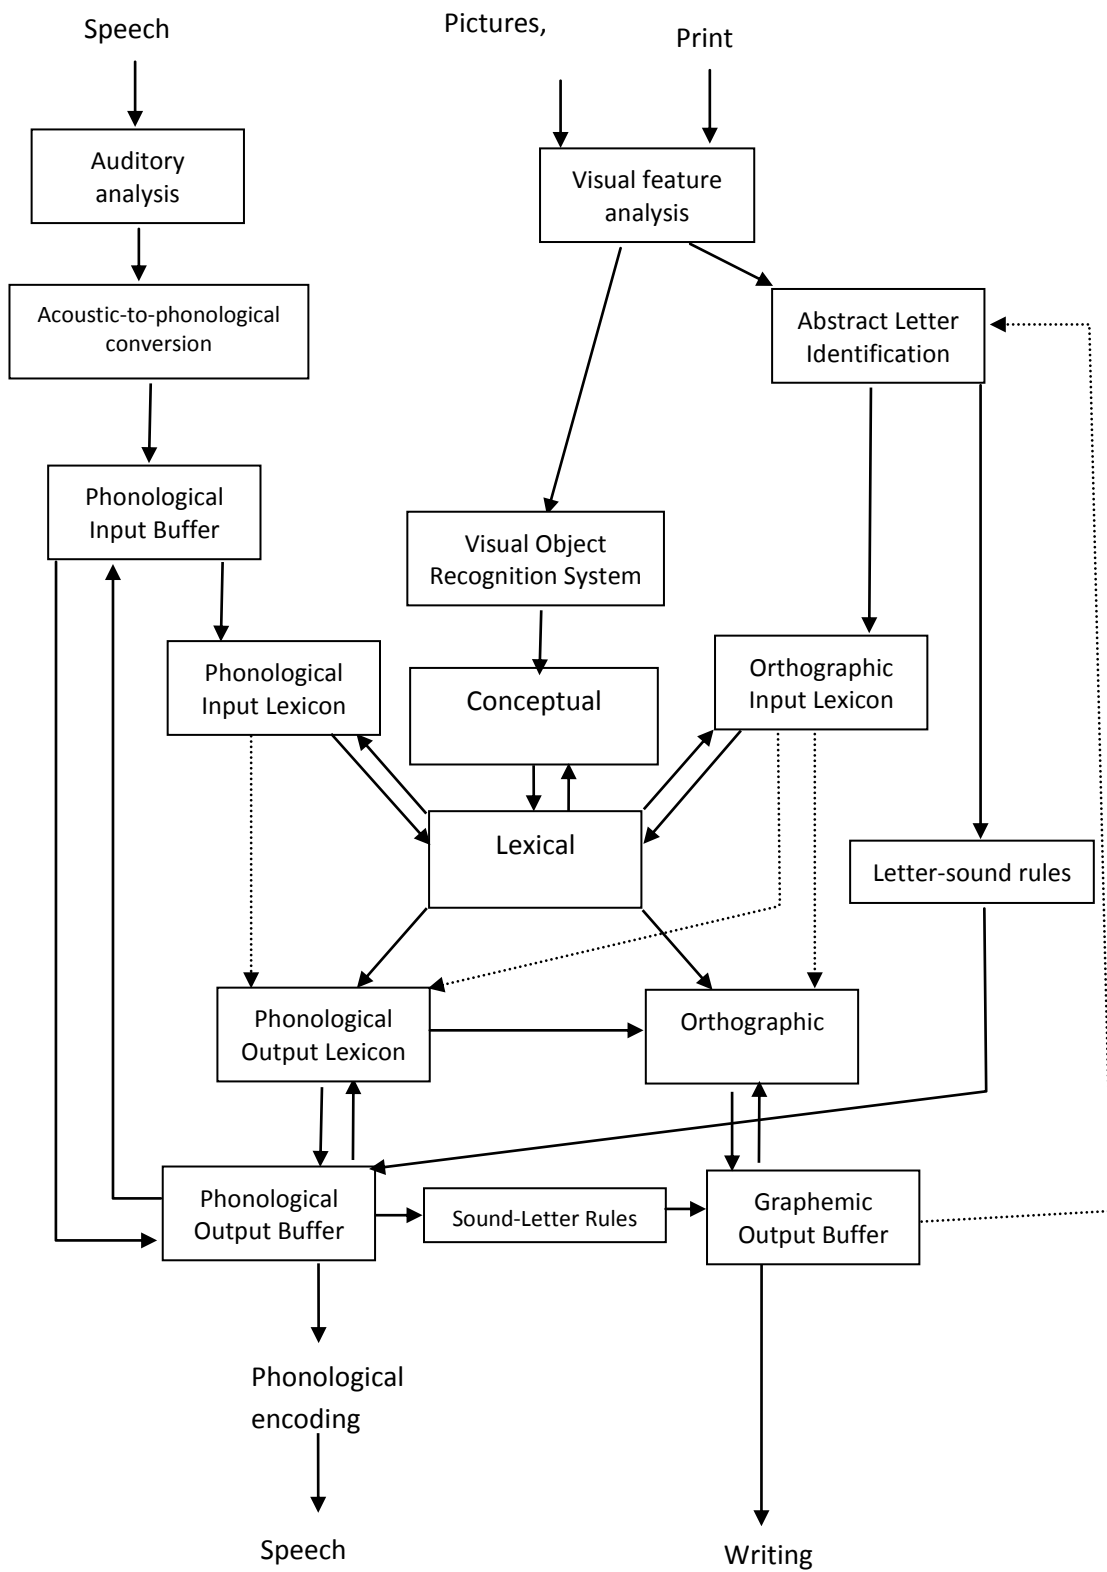 Speech
Pictures,
Print
Auditory
analysis
Visual feature
analysis
Acoustic-to-phonological
conversion
Abstract Letter
Identification
Phonological
Input Buffer
Visual Object
Recognition System
Phonological
Input Lexicon
Conceptual
Orthographic
Input Lexicon
Lexical
Letter-sound rules
Phonological
Output Lexicon
Orthographic
Phonological
Output Buffer
Sound-Letter Rules
Graphemic
Output Buffer
Phonological
encoding
Speech
Writing